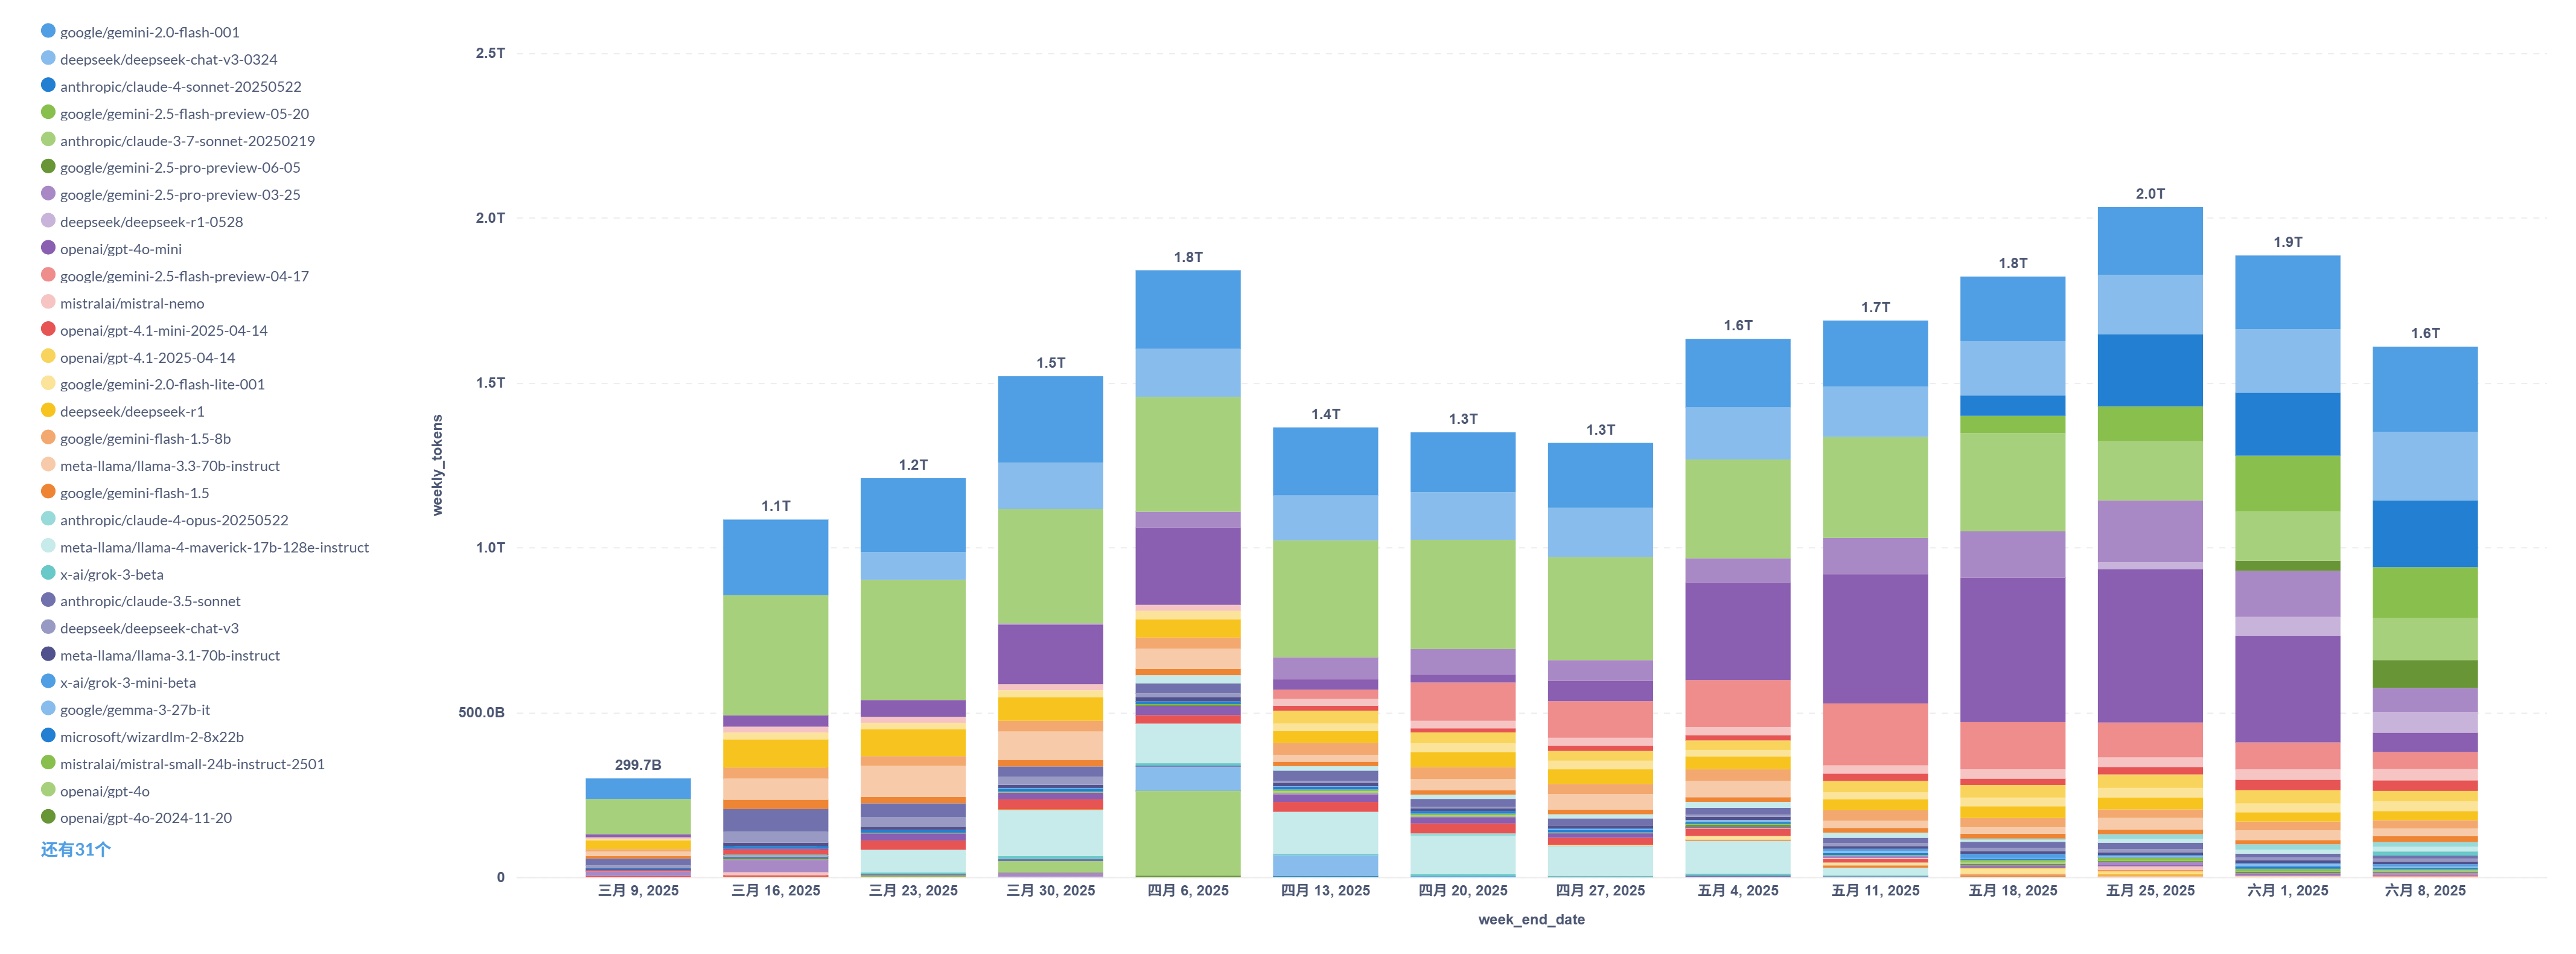 google/gemini-2.0-flash-001
deepseek/deepseek-chat-v3-0324
anthropic/claude-4-sonnet-20250522
google/gemini-2.5-flash-preview-05-20
anthropic/claude-3-7-sonnet-20250219
google/gemini-2.5-pro-preview-06-05
google/gemini-2.5-pro-preview-03-25
deepseek/deepseek-r1-0528
openai/gpt-4o-mini
google/gemini-2.5-flash-preview-04-17
mistralai/mistral-nemo
openai/gpt-4.1-mini-2025-04-14
openai/gpt-4.1-2025-04-14
google/gemini-2.0-flash-lite-001
deepseek/deepseek-r1
google/gemini-flash-1.5-8b
meta-llama/llama-3.3-70b-instruct
google/gemini-flash-1.5
anthropic/claude-4-opus-20250522
meta-llama/llama-4-maverick-17b-128e-instruct
x-ai/grok-3-beta
anthropic/claude-3.5-sonnet
deepseek/deepseek-chat-v3
meta-llama/llama-3.1-70b-instruct
x-ai/grok-3-mini-beta
google/gemma-3-27b-it
microsoft/wizardlm-2-8x22b
mistralai/mistral-small-24b-instruct-2501
openai/gpt-4o
openai/gpt-4o-2024-11-20
还有31个
weekly_tokens
2.5T
2.0T
1.5T
1.0T
500.0B
0
299.7B
1.1T
1.2T
1.5T
1.8T
1.4T
1.3T
1.3T
1.6T
1.7T
1.8T
2.0T
1.9T
1.6T
三月 9, 2025
三月 16, 2025
三月 23, 2025
三月 30, 2025
四月 6, 2025
四月 13, 2025
四月 20, 2025
四月 27, 2025
五月 4, 2025
五月 11, 2025
五月 18, 2025
五月 25, 2025
六月 1, 2025
六月 8, 2025
week_end_date